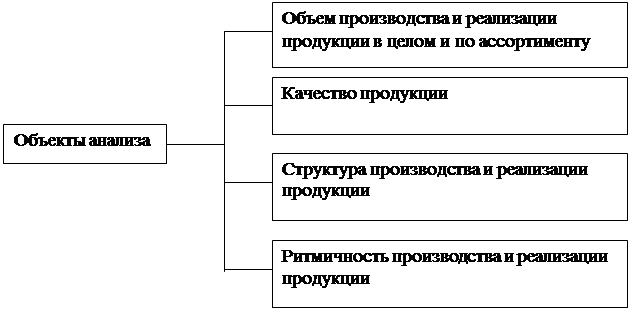 Объем производства и реализации
продукции в целом и по ассортименту
Качество продукции
Объекты анализа
Структура производства и реализации
продукции
Ритмичность производства и реализации
продукции